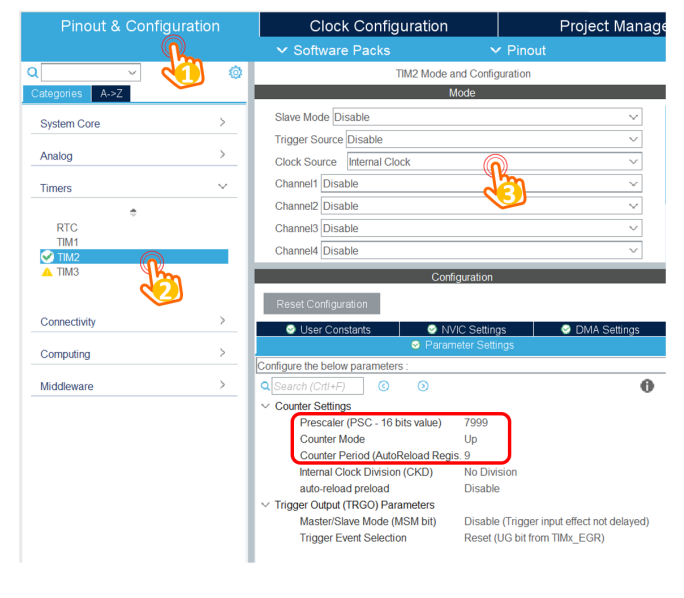 Pinout & Configuration
Clock Configuration
Project Manage
Software Packs
Pinout
1
Categories
A->Z
System Core
Analog
Timers
RTC
TIM1
TIM2
TIM3
2
Connectivity
Computing
Middleware
TIM2 Mode and Configuration
Mode
Slave Mode Disable
Trigger Source Disable
Clock Source Internal Clock
Channel1 Disable
3
Channel2 Disable
Channel3 Disable
Channel4 Disable
Configuration
Reset Configuration
User Constants
NVIC Settings
DMA Settings
Parameter Settings
Configure the below parameters :
Search (Crtl+F)
Counter Settings
Prescaler (PSC - 16 bits value) 7999
Counter Mode Up
Counter Period (AutoReload Regis. 9
Internal Clock Division (CKD) No Division
auto-reload preload Disable
Trigger Output (TRGO) Parameters
Master/Slave Mode (MSM bit) Disable (Trigger input effect not delayed)
Trigger Event Selection Reset (UG bit from TIMx_EGR)